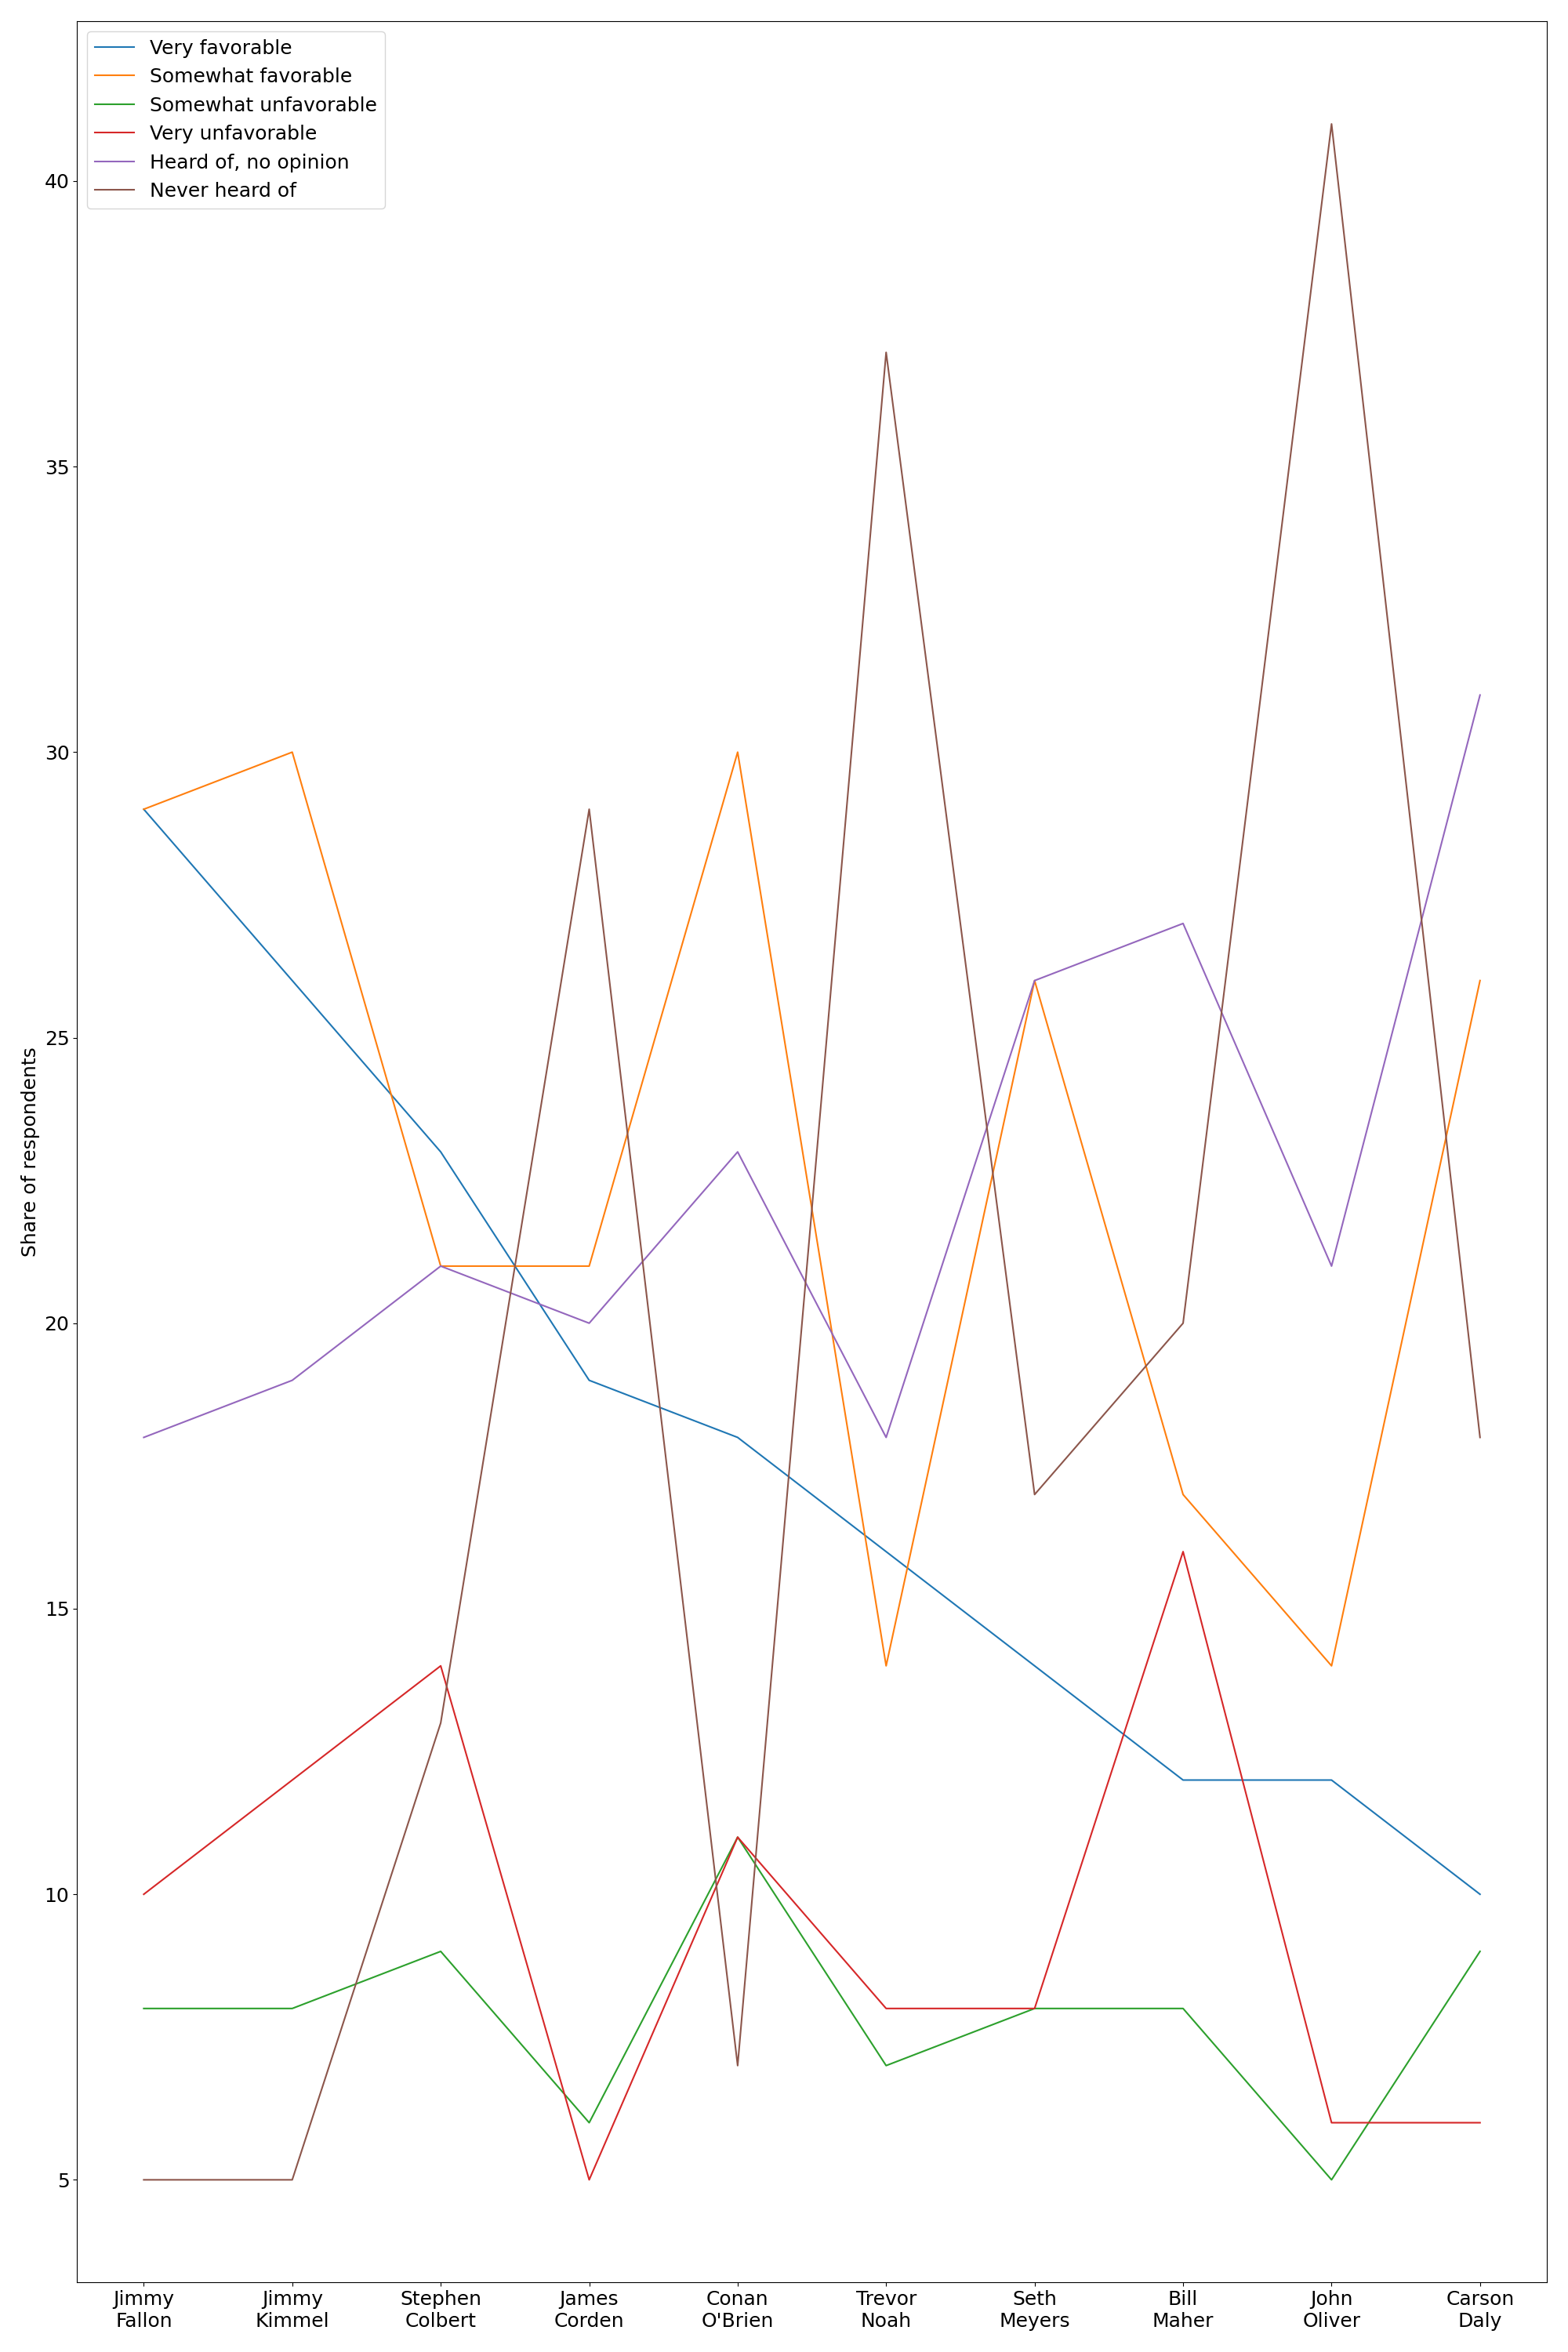 Very favorable
Somewhat favorable
Somewhat unfavorable
Very unfavorable
Heard of, no opinion
Never heard of
40
35
30
25
20
15
10
5
Share of respondents
Jimmy Fallon
Jimmy Kimmel
Stephen Colbert
James Corden
Conan O'Brien
Trevor Noah
Seth Meyers
Bill Maher
John Oliver
Carson Daly